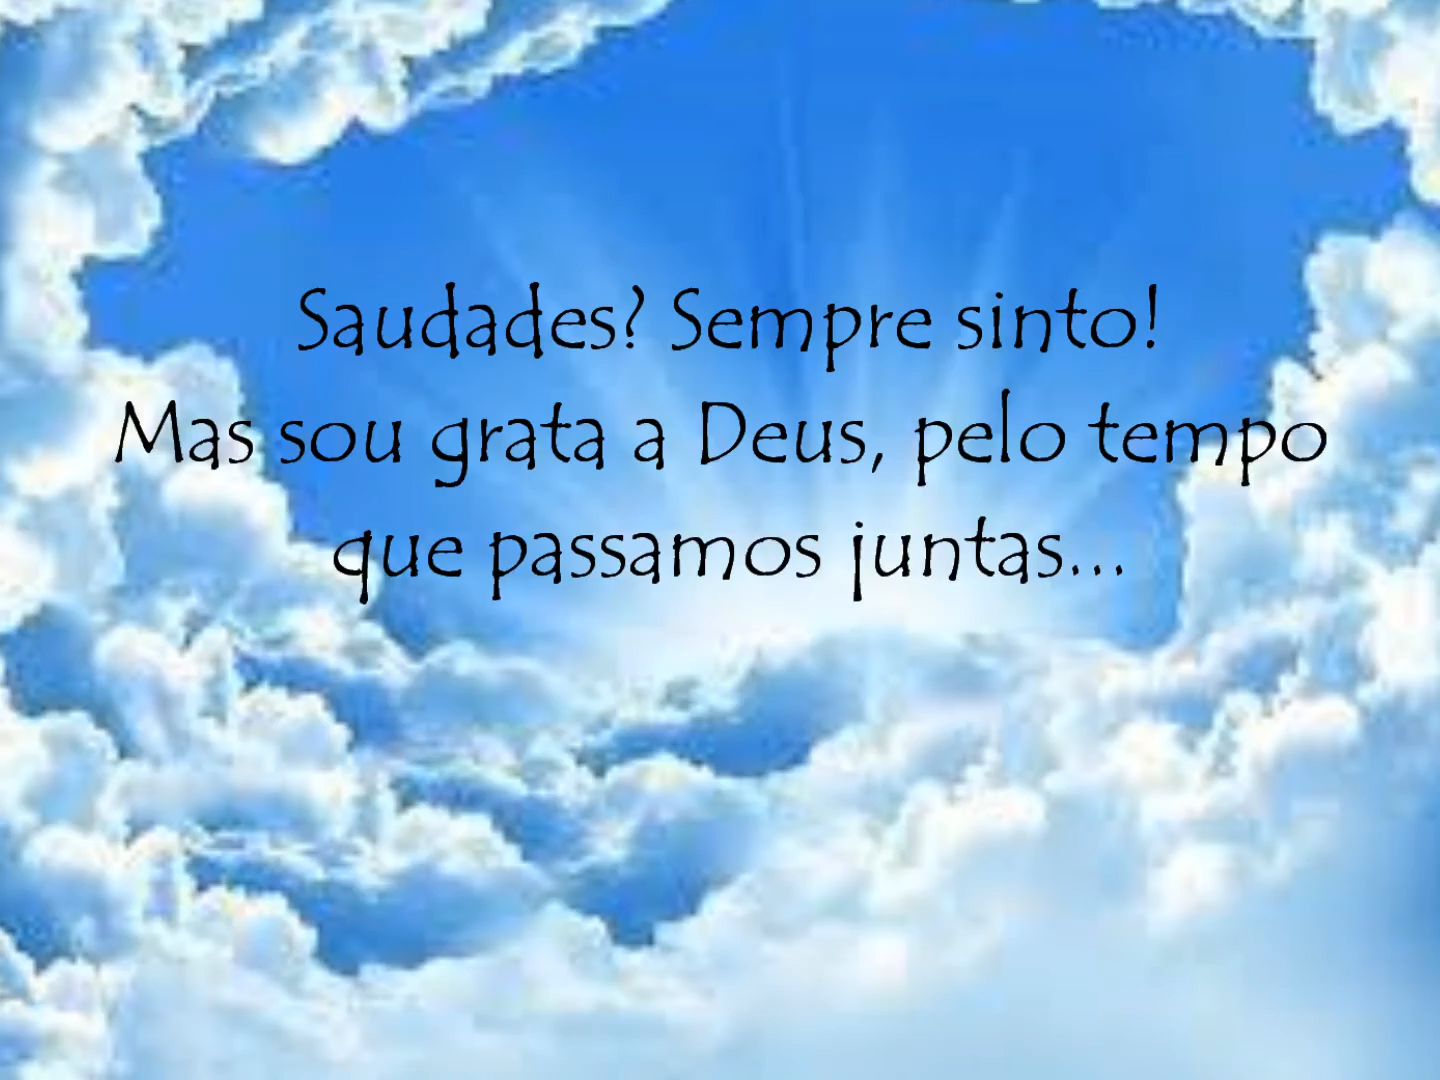 Saudades? Sempre sinto!
Mas sou grata a Deus, pelo tempo
que passamos juntas...